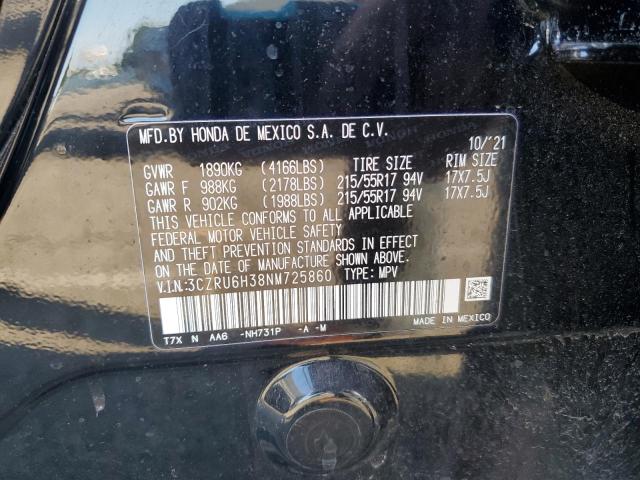 MFD.BY HONDA DE MEXICO S.A. DE C.V.
10/'21
GVWR 1890KG (4166LBS) TIRE SIZE RIM SIZE
GAWR F 988KG (2178LBS) 215/55R17 94V 17X7.5J
GAWR R 902KG (1988LBS) 215/55R17 94V 17X7.5J
THIS VEHICLE CONFORMS TO ALL APPLICABLE
FEDERAL MOTOR VEHICLE SAFETY
AND THEFT PREVENTION STANDARDS IN EFFECT
ON THE DATE OF MANUFACTURE SHOWN ABOVE.
V.I.N.:3CZRU6H38NM725860 TYPE: MPV
T7X N AA6 -NH731P -A -M
MADE IN MEXICO